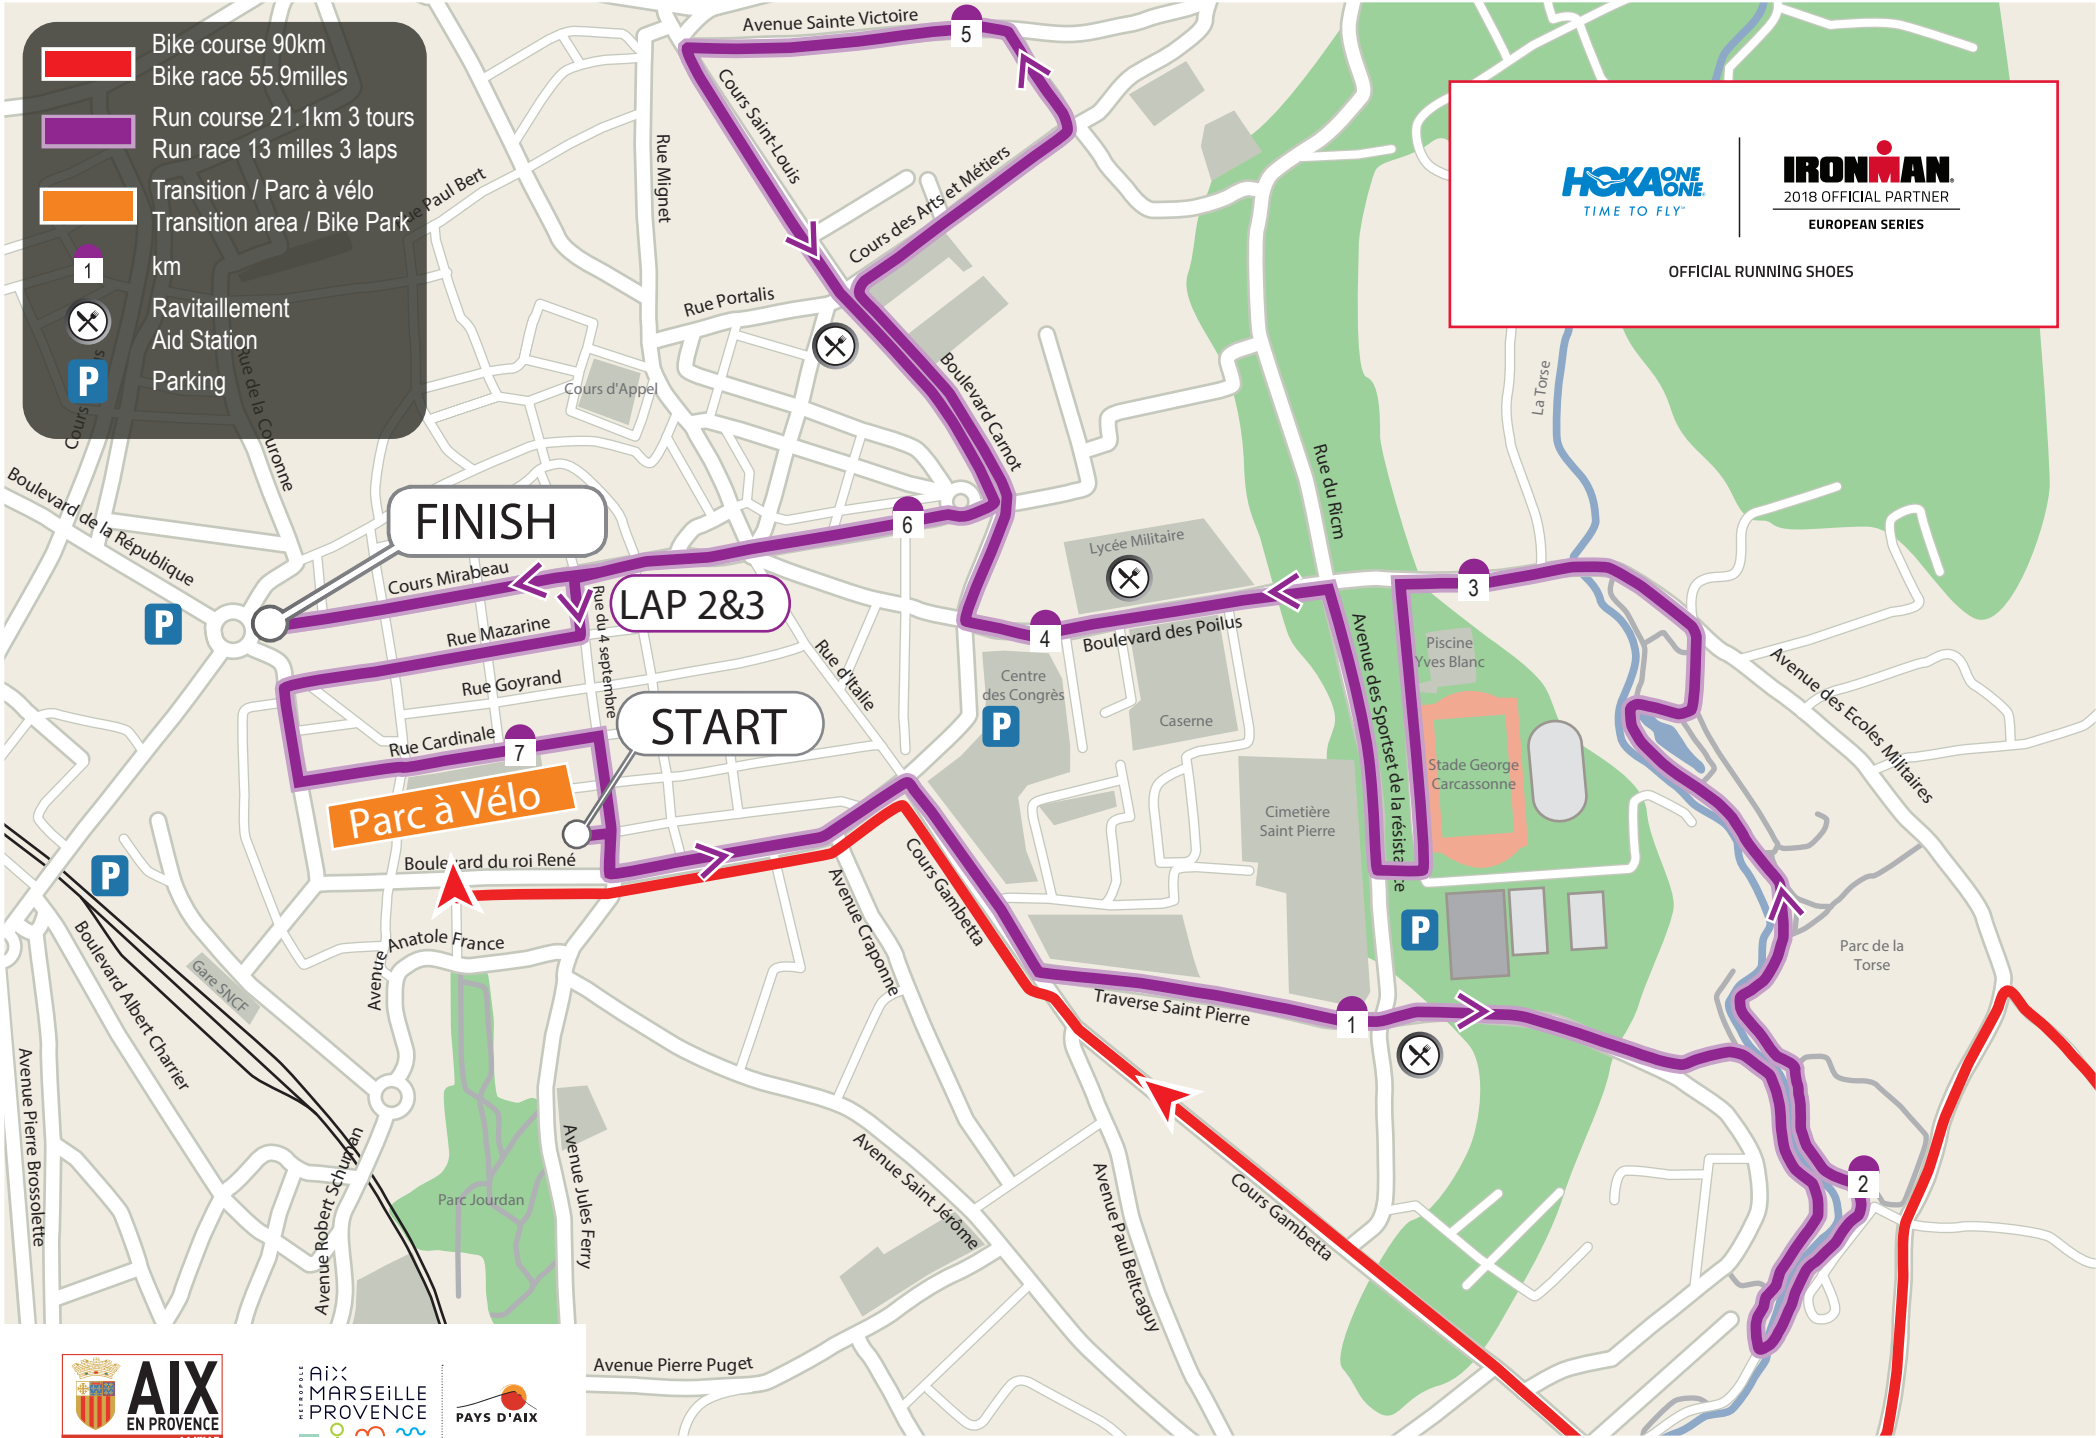 Bike course 90km
Bike race 55.9milles
Run course 21.1km 3 tours
Run race 13 milles 3 laps
Transition / Parc à vélo
Transition area / Bike Park
1
km
Ravitaillement
Aid Station
P
Parking
Avenue Sainte Victoire
5
Cours Saint-Louis
Rue Mignet
Paul Bert
Cours des Arts et Métiers
Rue Portalis
Boulevard Carnot
Cours d'Appel
Cours
Rue de la Couronne
Boulevard de la République
HOKA ONE ONE
TIME TO FLY
IRONMAN
2018 OFFICIAL PARTNER
EUROPEAN SERIES
OFFICIAL RUNNING SHOES
La Torse
Rue du Ricm
FINISH
6
Lycée Militaire
Cours Mirabeau
LAP 2&3
3
P
Rue Mazarine
Rue du 4 septembre
4
Boulevard des Poilus
Piscine
Yves Blanc
Rue Goyrand
Rue d'Italie
Centre
des Congrès
P
Caserne
Avenue des Sportset de la résista
Avenue des Ecoles Militaires
START
Rue Cardinale
7
Stade George
Carcassonne
Parc à Vélo
Cimetière
Saint Pierre
Boulevard du roi René
P
Cours Gambetta
Avenue Craponne
P
Avenue Anatole France
Avenue
Gare SNCF
Boulevard Albert Charrier
Parc de la
Torse
Traverse Saint Pierre
1
Avenue Pierre Brossolette
Avenue Robert Schuman
Parc Jourdan
Avenue Jules Ferry
Avenue Saint Jérôme
Avenue Paul Beltcaguy
Cours Gambetta
2
Avenue Pierre Puget
AIX
EN PROVENCE
METROPOLE
AIX
MARSEILLE
PROVENCE
PAYS D'AIX